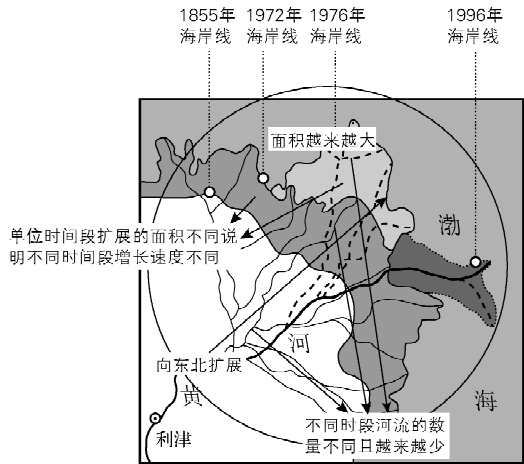 1855年 1972年 1976年 1996年
海岸线 海岸线 海岸线 海岸线
面积越来越大
渤
单位时间段扩展的面积不同说
明不同时间段增长速度不同
河
向东北扩展
黄
海
不同时段河流的数
量不同且越来越少
利津